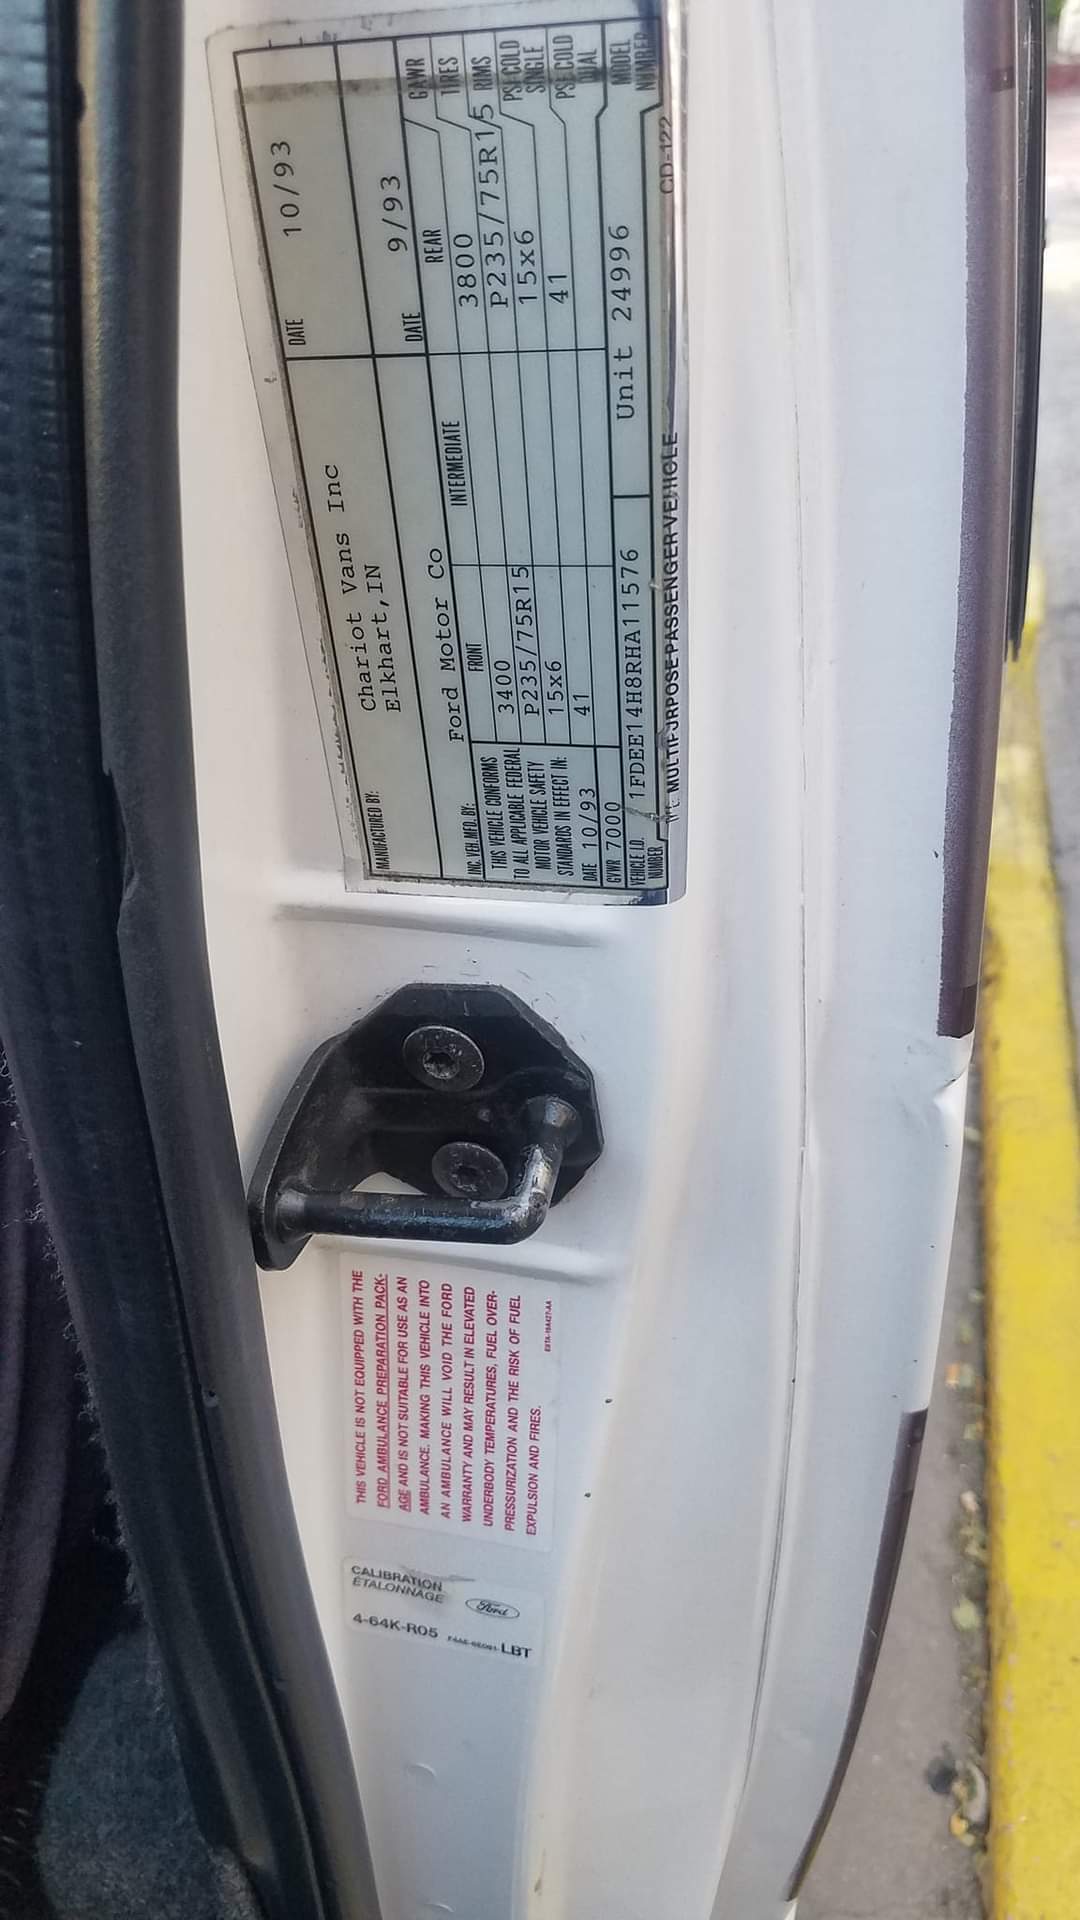 MANUFACTURED BY:
Chariot Vans Inc
Elkhart,IN
DATE 10/93
INC. VEH. MFD. BY: Ford Motor Co
DATE 9/93
THIS VEHICLE CONFORMS
TO ALL APPLICABLE FEDERAL
MOTOR VEHICLE SAFETY
STANDARDS IN EFFECT IN:
DATE 10/93
FRONT INTERMEDIATE REAR
3400 3800 GAWR
P235/75R15 P235/75R15 TIRES
15x6 15x6 RIMS
41 41 PSI COLD SINGLE
PSI COLD DUAL
GVWR 7000
Unit 24996 MODEL NUMBER
VEHICLE I.D. NUMBER 1FDEE14H8RHA11576
MULTIPURPOSE PASSENGER VEHICLE
CD-122
THIS VEHICLE IS NOT EQUIPPED WITH THE
FORD AMBULANCE PREPARATION PACK-
AGE AND IS NOT SUITABLE FOR USE AS AN
AMBULANCE. MAKING THIS VEHICLE INTO
AN AMBULANCE WILL VOID THE FORD
WARRANTY AND MAY RESULT IN ELEVATED
UNDERBODY TEMPERATURES, FUEL OVER-
PRESSURIZATION AND THE RISK OF FUEL
EXPULSION AND FIRES.
CALIBRATION
ÉTALONNAGE
Ford
4-64K-R05 LBT